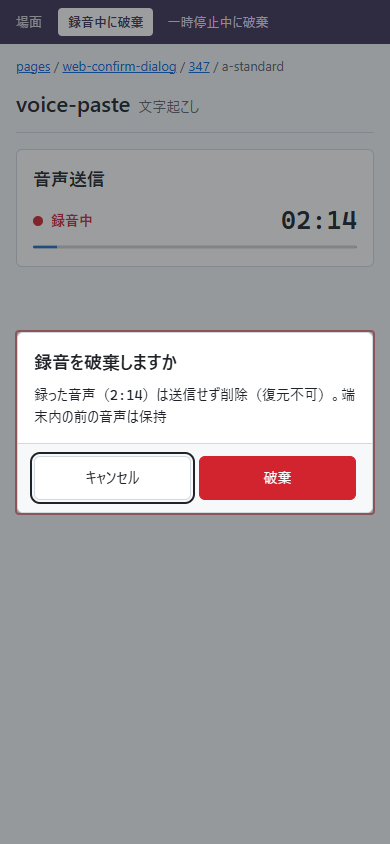 場面 録音中に破棄 一時停止中に破棄
pages / web-confirm-dialog / 347 / a-standard
voice-paste 文字起こし
音声送信
録音中 02:14
録音を破棄しますか
録った音声（2:14）は送信せず削除（復元不可）。端
末内の前の音声は保持
キャンセル 破棄